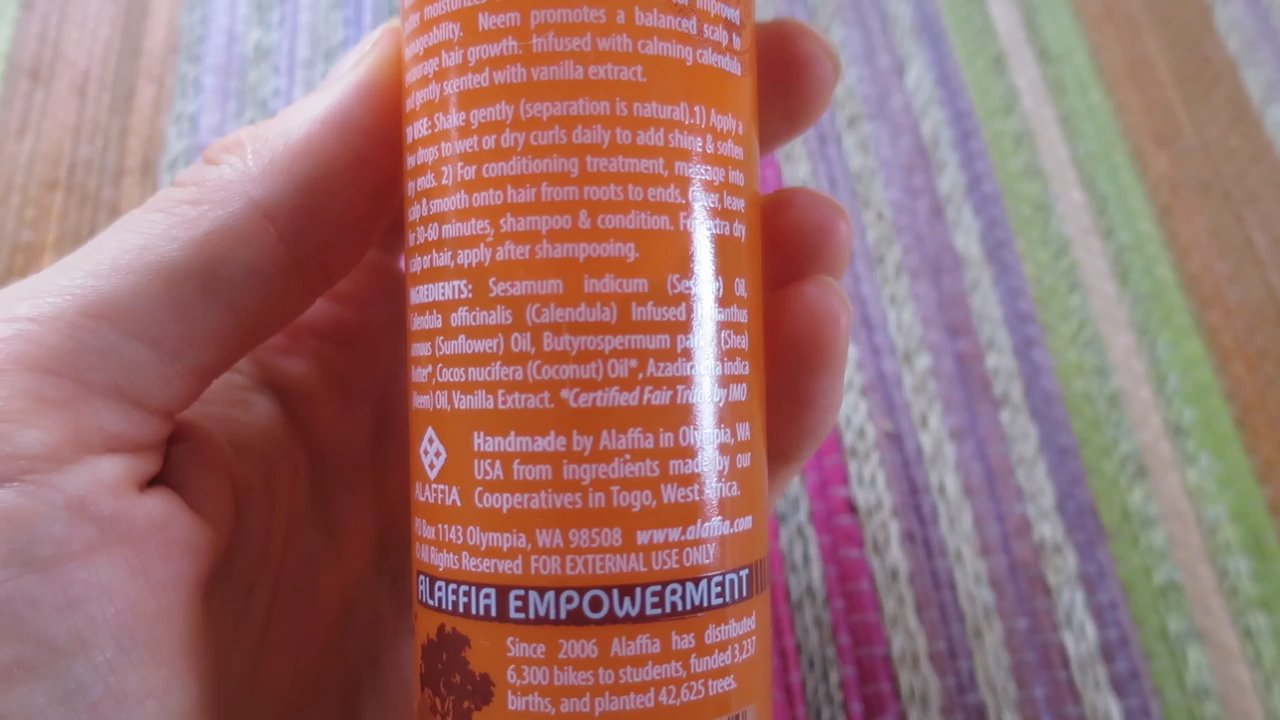 moisturizes improved
Neem promotes a balanced scalp to
hair growth. Infused with calming calendula
and gently scented with vanilla extract.
TO USE: Shake gently (separation is natural).1) Apply a
few drops to wet or dry curls daily to add shine & soften
dry ends. 2) For conditioning treatment, massage into
scalp & smooth onto hair from roots to ends. Cover, leave
for 30-60 minutes, shampoo & condition. For extra dry
scalp or hair, apply after shampooing.
INGREDIENTS: Sesamum indicum (Sesame) Oil,
Calendula officinalis (Calendula) Infused
(Sunflower) Oil, Butyrospermum (Shea)
Butter*, Cocos nucifera (Coconut) Oil*, Azadirachta indica
(Neem) Oil, Vanilla Extract. *Certified Fair Trade by IMO
Handmade by Alaffia in Olympia, WA
USA from ingredients made by our
Cooperatives in Togo, West Africa.
ALAFFIA
PO Box 1143 Olympia, WA 98508 www.alaffia.com
© All Rights Reserved FOR EXTERNAL USE ONLY
ALAFFIA EMPOWERMENT
Since 2006 Alaffia has distributed
6,300 bikes to students, funded 3,237
births, and planted 42,625 trees.